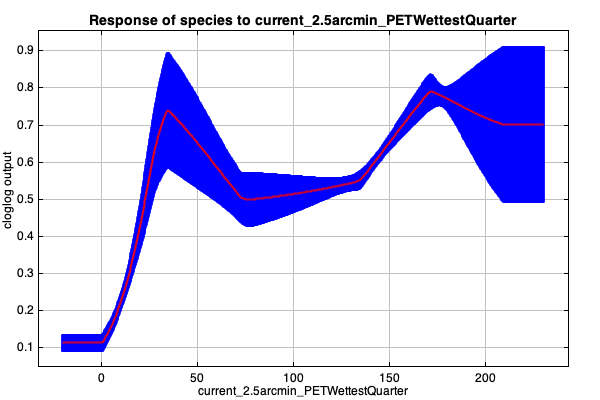 Response of species to current_2.5arcmin_PETWettestQuarter
0.9
0.8
0.7
0.6
0.5
0.4
0.3
0.2
0.1
cloglog output
0 50 100 150 200
current_2.5arcmin_PETWettestQuarter